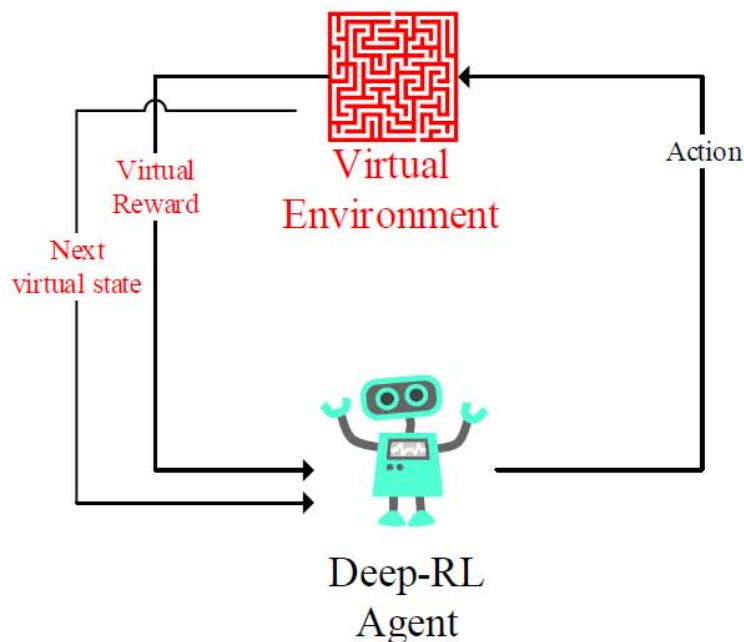 Virtual
Environment
Action
Virtual
Reward
Next
virtual state
Deep-RL
Agent